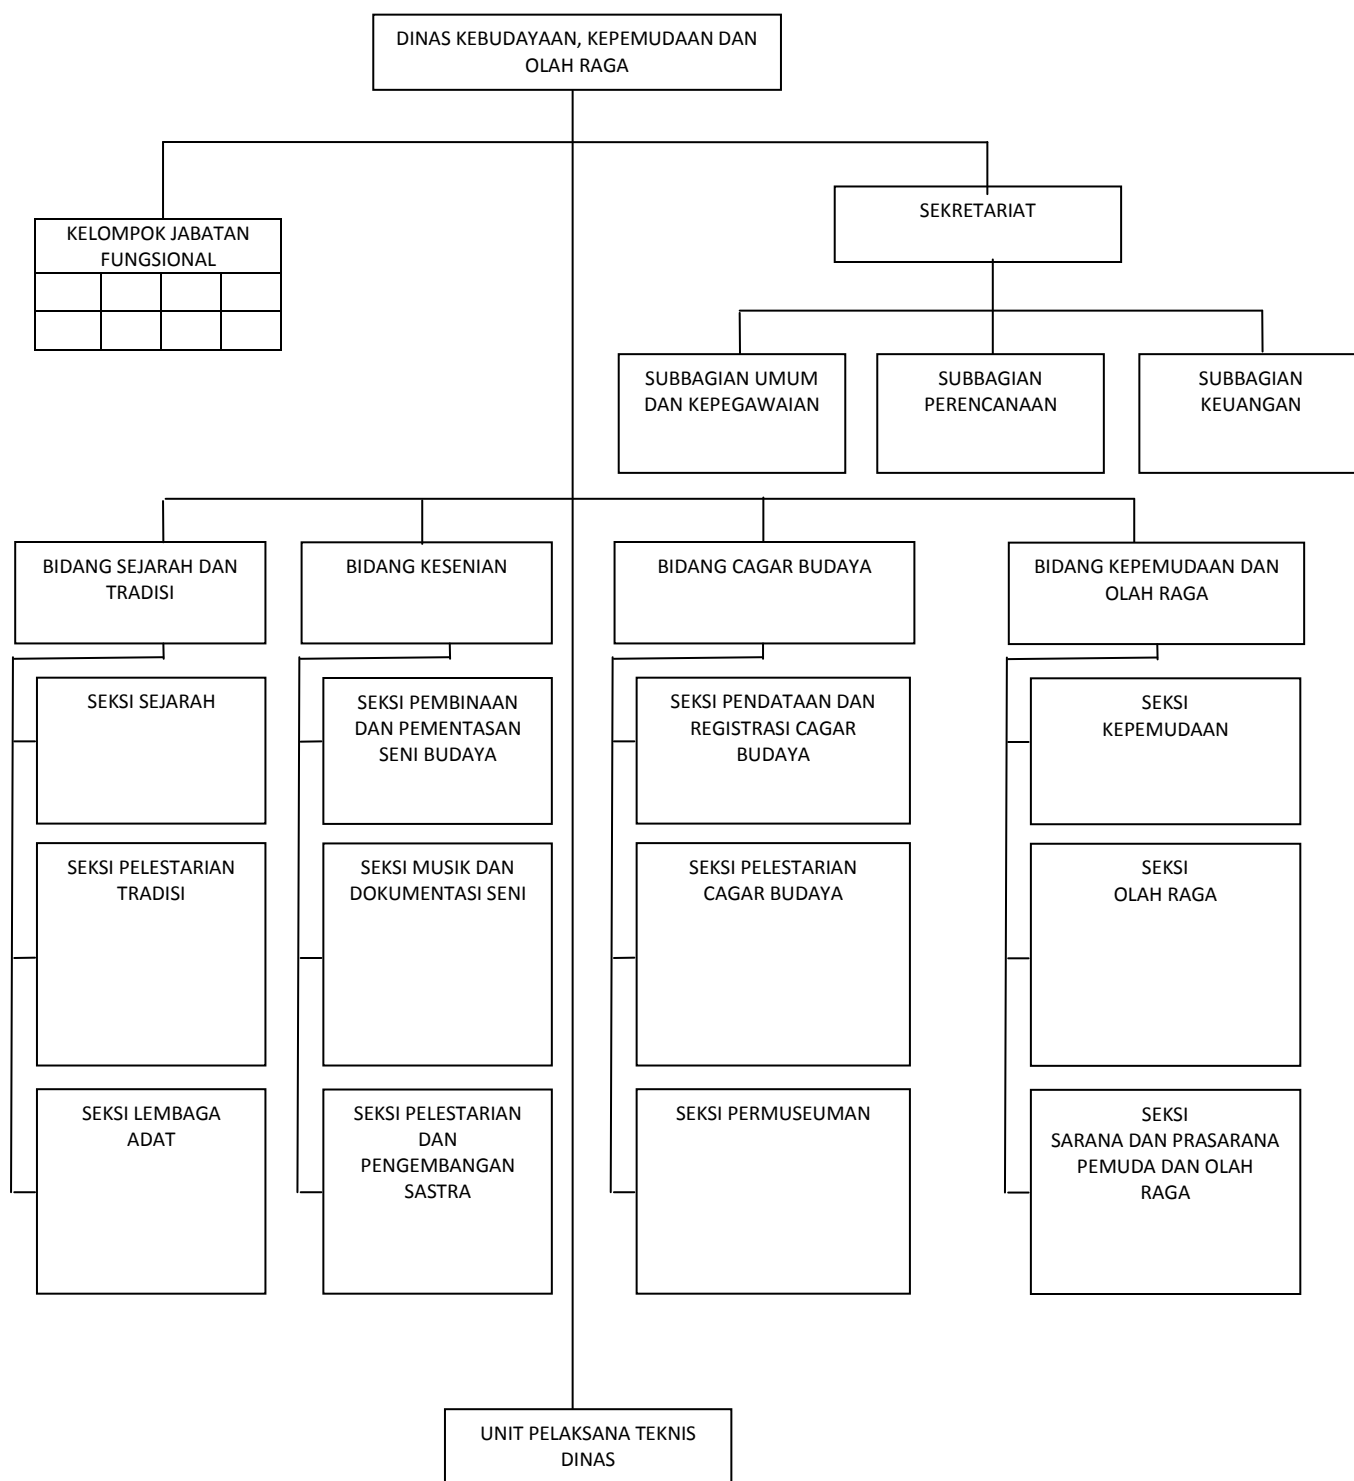 DINAS KEBUDAYAAN, KEPEMUDAAN DAN
OLAH RAGA
SEKRETARIAT
KELOMPOK JABATAN
FUNGSIONAL
SUBBAGIAN UMUM
DAN KEPEGAWAIAN
SUBBAGIAN
PERENCANAAN
SUBBAGIAN
KEUANGAN
BIDANG SEJARAH DAN
TRADISI
BIDANG KESENIAN
BIDANG CAGAR BUDAYA
BIDANG KEPEMUDAAN DAN
OLAH RAGA
SEKSI SEJARAH
SEKSI PEMBINAAN
DAN PEMENTASAN
SENI BUDAYA
SEKSI PENDATAAN DAN
REGISTRASI CAGAR
BUDAYA
SEKSI
KEPEMUDAAN
SEKSI PELESTARIAN
TRADISI
SEKSI MUSIK DAN
DOKUMENTASI SENI
SEKSI PELESTARIAN
CAGAR BUDAYA
SEKSI
OLAH RAGA
SEKSI LEMBAGA
ADAT
SEKSI PELESTARIAN
DAN
PENGEMBANGAN
SASTRA
SEKSI PERMUSEUMAN
SEKSI
SARANA DAN PRASARANA
PEMUDA DAN OLAH
RAGA
UNIT PELAKSANA TEKNIS
DINAS